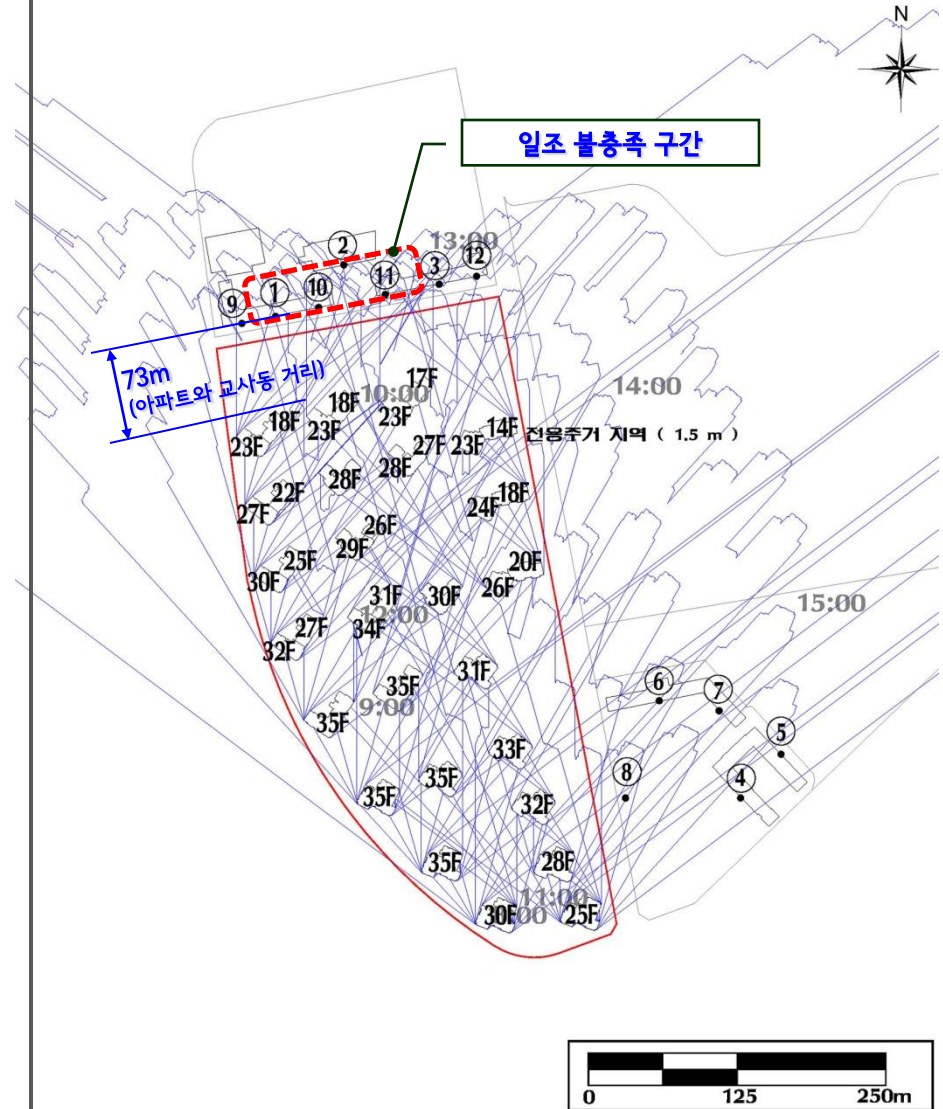 N
일조 불충족 구간
②
13:00
③
⑫
⑪
①
⑩
⑨
73m
(아파트와 교사동 거리)
17F
10:00
14:00
18F
23F
18F
23F
14F
23F
27F
23F
전용주거 지역 ( 1.5 m )
28F
28F
22F
18F
27F
24F
26F
29F
25F
20F
30F
26F
31F
30F
15:00
12:00
27F
34F
32F
31F
35F
⑥
⑦
9:00
35F
33F
⑤
35F
35F
⑧
④
32F
35F
28F
11:00
30F
:00
25F
0
125
250m